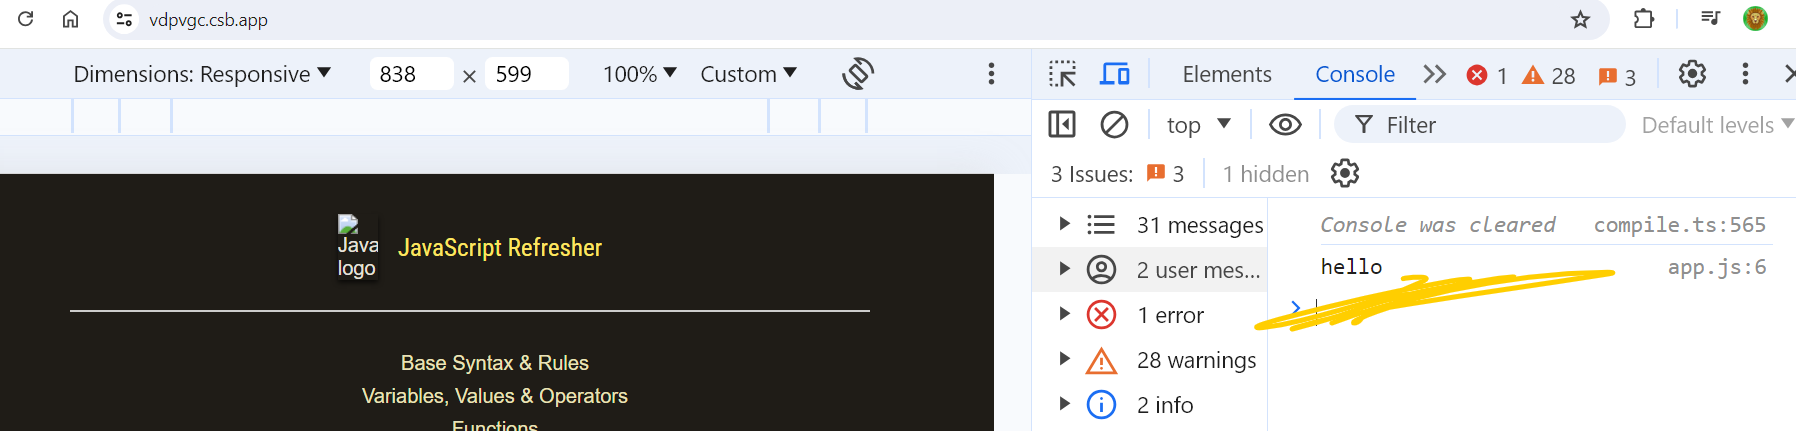 vdpvgc.csb.app
Dimensions: Responsive 838 × 599 100% Custom
Elements Console 1 28 3
top Filter Default levels
3 Issues: 3 1 hidden
31 messages
2 user mes...
1 error
28 warnings
2 info
Console was cleared compile.ts:565
hello app.js:6
Java
logo
JavaScript Refresher
Base Syntax & Rules
Variables, Values & Operators
Functions